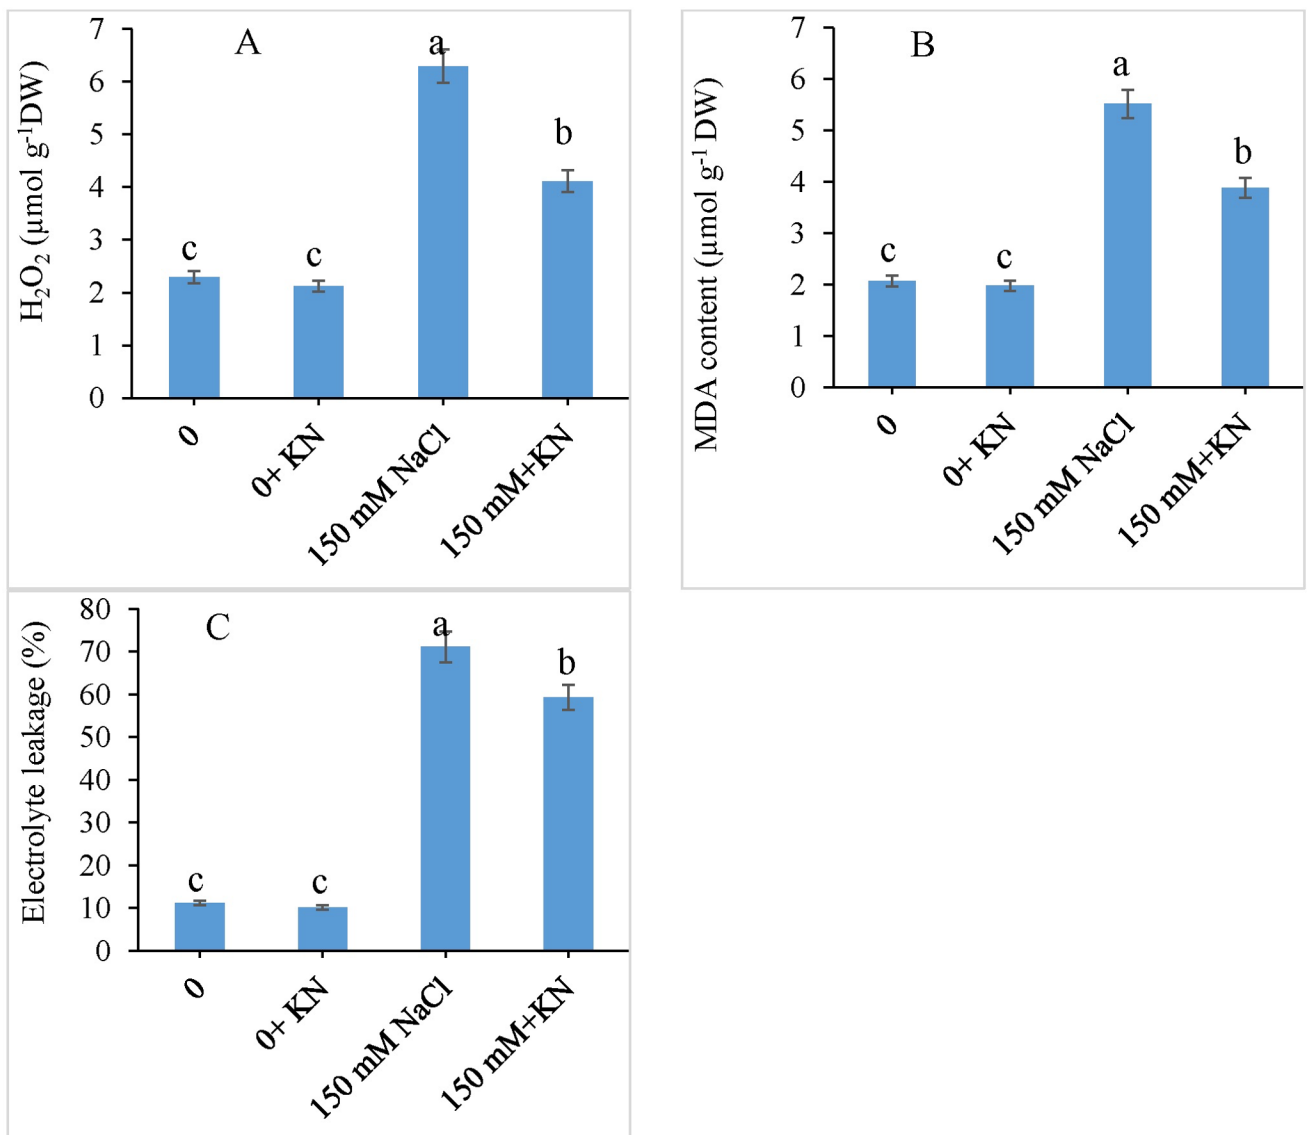 A
H₂O₂ (µmol g⁻¹DW)
7
6
5
4
3
2
1
0
c
c
a
b
0
0+ KN
150 mM NaCl
150 mM+KN
B
MDA content (µmol g⁻¹ DW)
7
6
5
4
3
2
1
0
c
c
a
b
0
0+ KN
150 mM NaCl
150 mM+KN
C
Electrolyte leakage (%)
80
70
60
50
40
30
20
10
0
c
c
a
b
0
0+ KN
150 mM NaCl
150 mM+KN